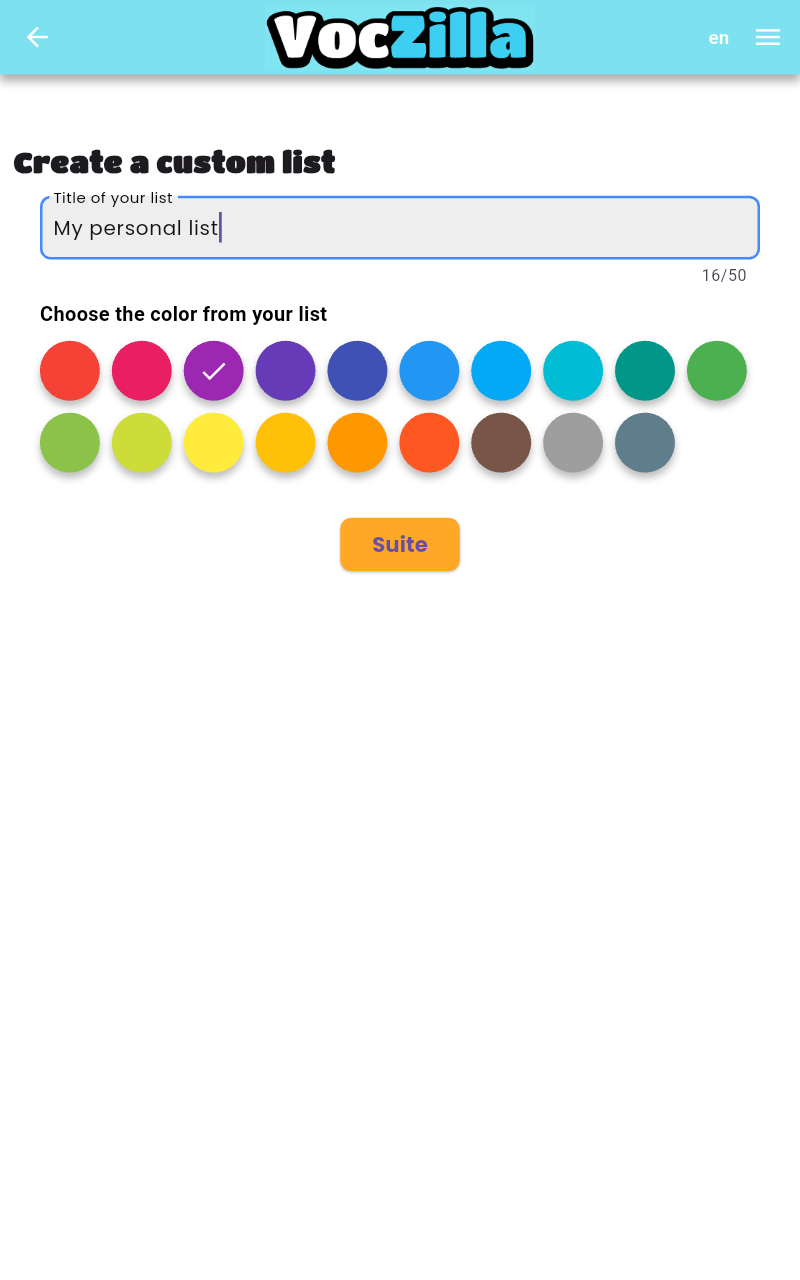 VocZilla
en
Create a custom list
Title of your list
My personal list
16/50
Choose the color from your list
Suite